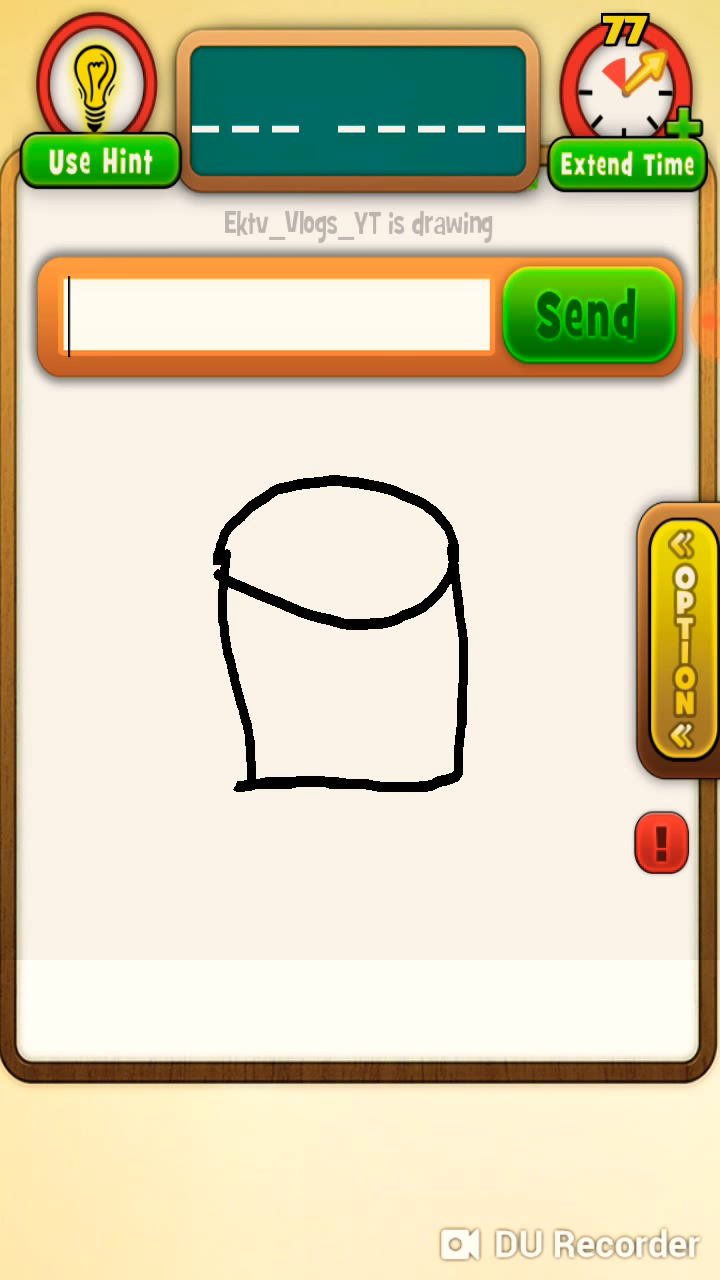 77
Use Hint
Extend Time
Ektv_Vlogs_YT is drawing
Send
« OPTION «
!
DU Recorder